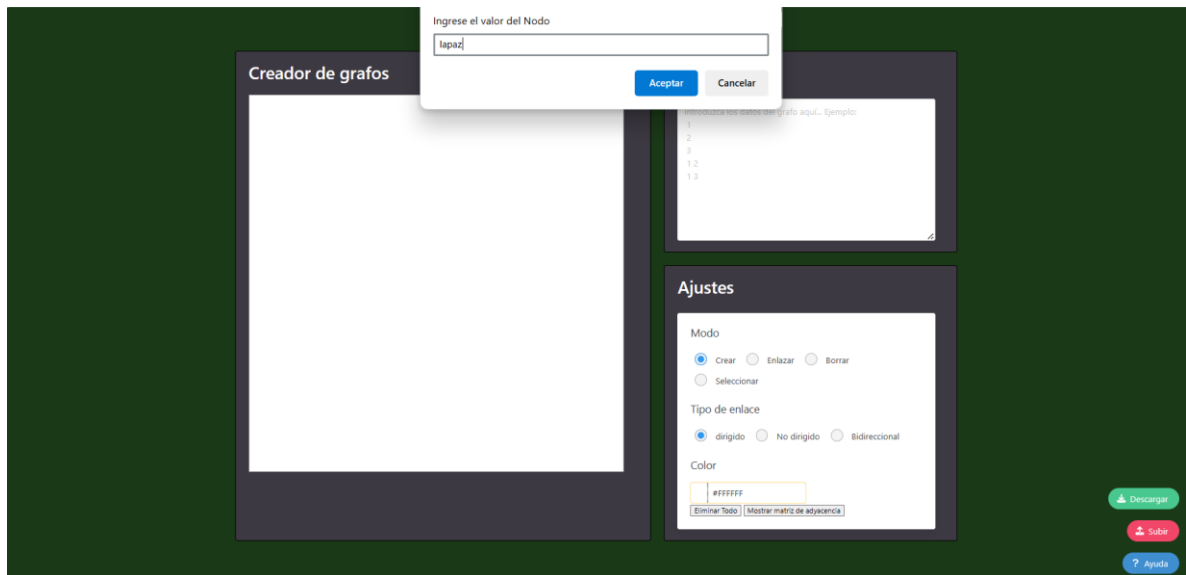 Ingrese el valor del Nodo
lapaz
Aceptar Cancelar
Creador de grafos
Introduzca los datos del grafo aquí... Ejemplo:
1
2
3
1 2
1 3
Ajustes
Modo
Crear Enlazar Borrar
Seleccionar
Tipo de enlace
dirigido No dirigido Bidireccional
Color
#FFFFFF
Eliminar Todo Mostrar matriz de adyacencia
Descargar
Subir
? Ayuda